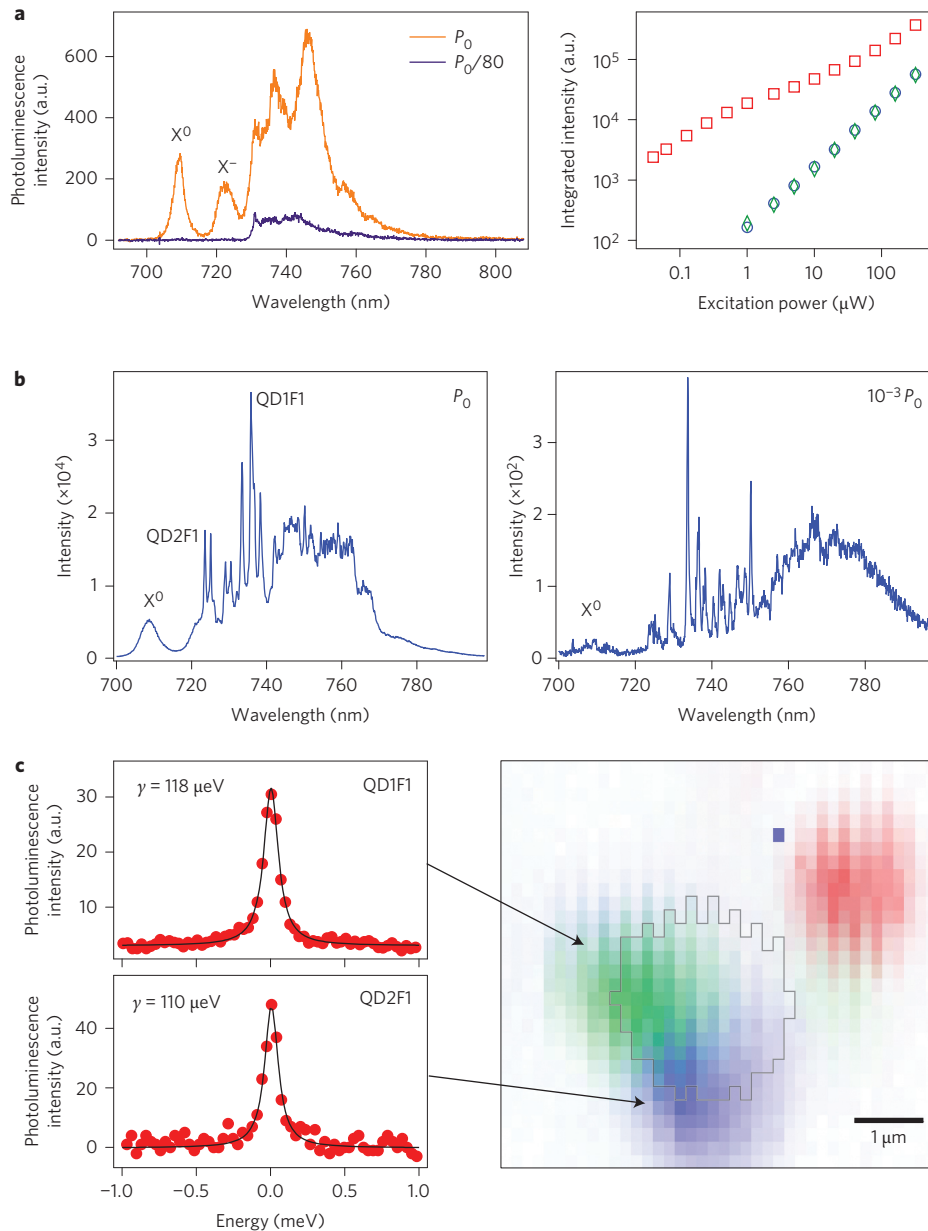 a
Photoluminescence
intensity (a.u.)
600
400
200
0
X⁰
X⁻
P₀
P₀/80
700
720
740
760
780
800
Wavelength (nm)
Integrated intensity (a.u.)
10⁵
10⁴
10³
10²
0.1
1
10
100
Excitation power (μW)
b
Intensity (×10⁴)
3
2
1
0
X⁰
QD2F1
QD1F1
P₀
700
720
740
760
780
Wavelength (nm)
Intensity (×10²)
3
2
1
0
X⁰
10⁻³ P₀
700
720
740
760
780
Wavelength (nm)
c
Photoluminescence
intensity (a.u.)
30
20
10
γ = 118 μeV
QD1F1
Photoluminescence
intensity (a.u.)
40
20
0
γ = 110 μeV
QD2F1
−1.0
−0.5
0.0
0.5
1.0
Energy (meV)
1 μm